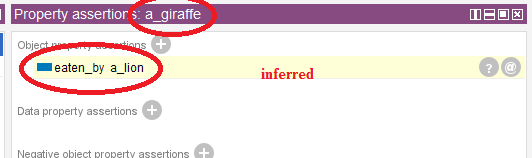 Property assertions: a_giraffe
Object property assertions
eaten_by a_lion
inferred
Data property assertions
Negative object property assertions